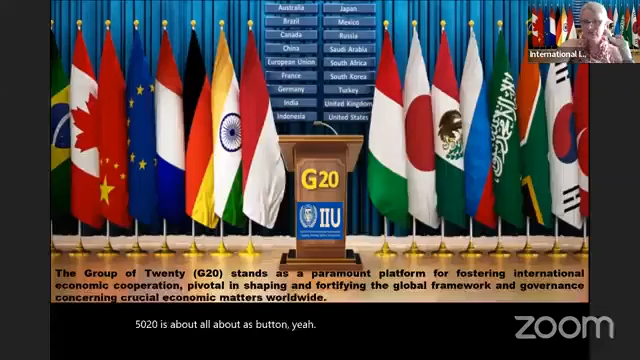 Australia
Japan
Brazil
Mexico
Canada
Russia
China
Saudi Arabia
European Union
South Africa
France
South Korea
Germany
Turkey
India
United Kingdom
Indonesia
United States
International I...
G20
IIU
The Group of Twenty (G20) stands as a paramount platform for fostering international
economic cooperation, pivotal in shaping and fortifying the global framework and governance
concerning crucial economic matters worldwide.
5020 is about all about as button, yeah.
zoom